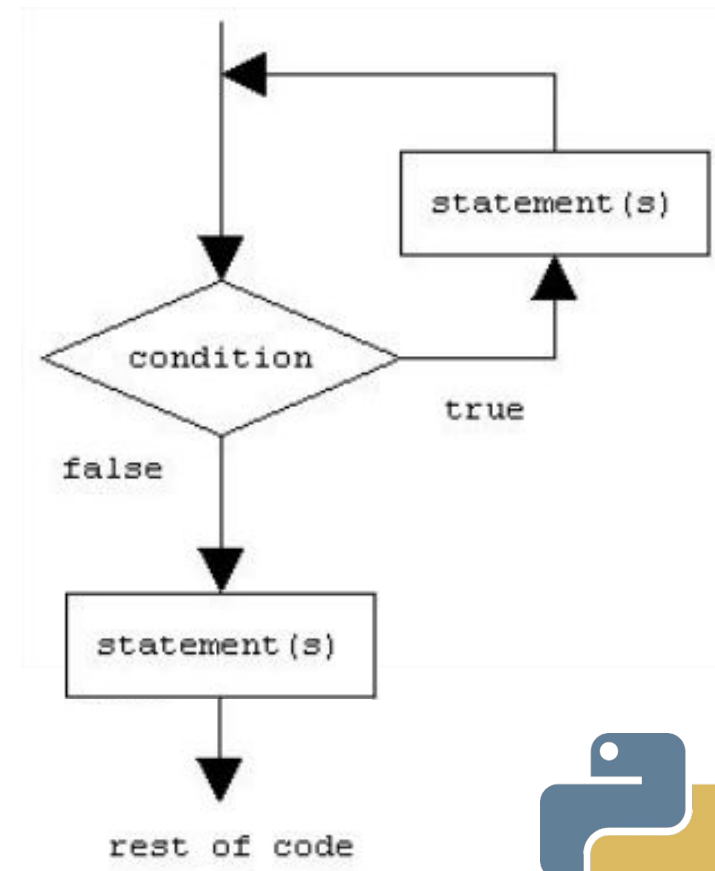 statement(s)
condition
true
false
statement(s)
rest of code